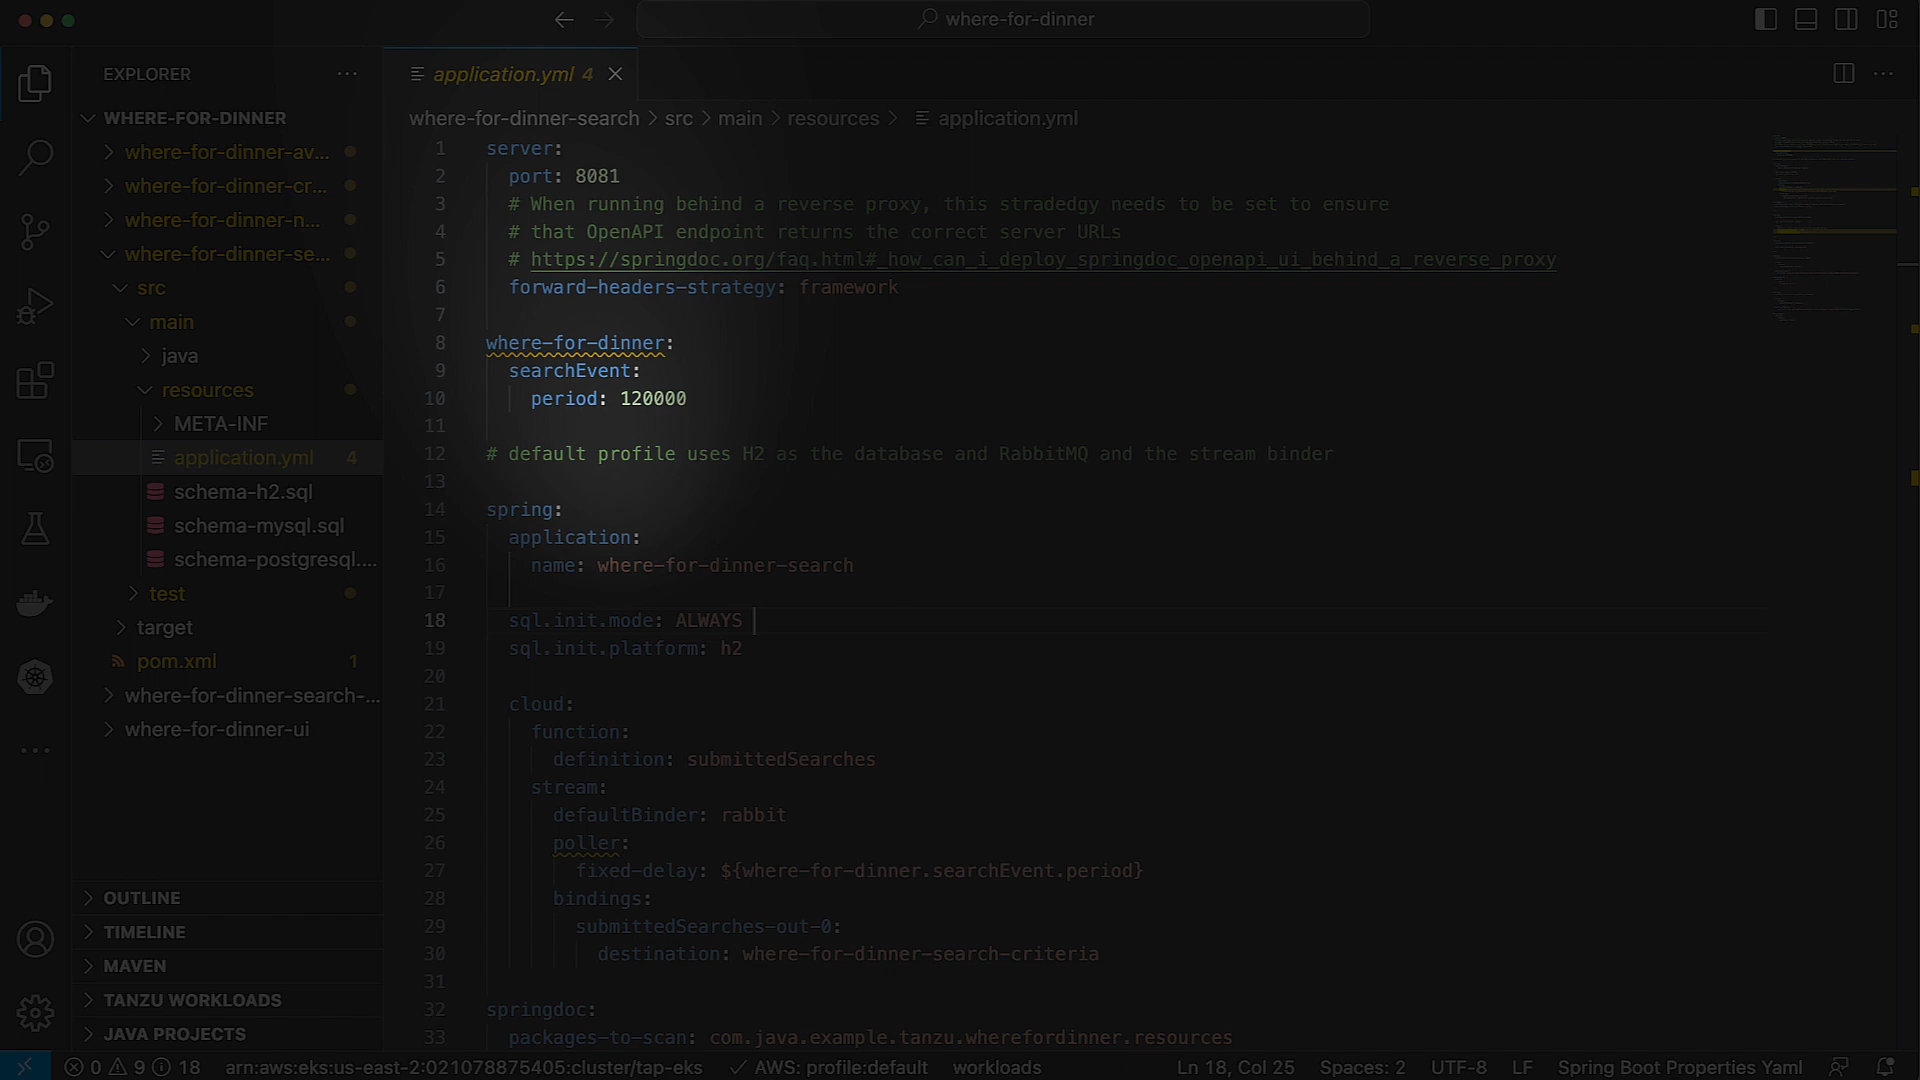 where-for-dinner
EXPLORER
WHERE-FOR-DINNER
where-for-dinner-av...
where-for-dinner-cr...
where-for-dinner-n...
where-for-dinner-se...
src
main
java
resources
META-INF
application.yml 4
schema-h2.sql
schema-mysql.sql
schema-postgresql....
test
target
pom.xml 1
where-for-dinner-search-...
where-for-dinner-ui
OUTLINE
TIMELINE
MAVEN
TANZU WORKLOADS
JAVA PROJECTS
application.yml 4
where-for-dinner-search > src > main > resources > application.yml
1 server:
2 port: 8081
3 # When running behind a reverse proxy, this stradedgy needs to be set to ensure
4 # that OpenAPI endpoint returns the correct server URLs
5 # https://springdoc.org/faq.html#_how_can_i_deploy_springdoc_openapi_ui_behind_a_reverse_proxy
6 forward-headers-strategy: framework
7
8 where-for-dinner:
9 searchEvent:
10 period: 120000
11
12 # default profile uses H2 as the database and RabbitMQ and the stream binder
13
14 spring:
15 application:
16 name: where-for-dinner-search
17
18 sql.init.mode: ALWAYS
19 sql.init.platform: h2
20
21 cloud:
22 function:
23 definition: submittedSearches
24 stream:
25 defaultBinder: rabbit
26 poller:
27 fixed-delay: ${where-for-dinner.searchEvent.period}
28 bindings:
29 submittedSearches-out-0:
30 destination: where-for-dinner-search-criteria
31
32 springdoc:
33 packages-to-scan: com.java.example.tanzu.wherefordinner.resources
0 9 18 arn:aws:eks:us-east-2:021078875405:cluster/tap-eks AWS: profile:default workloads Ln 18, Col 25 Spaces: 2 UTF-8 LF Spring Boot Properties Yaml